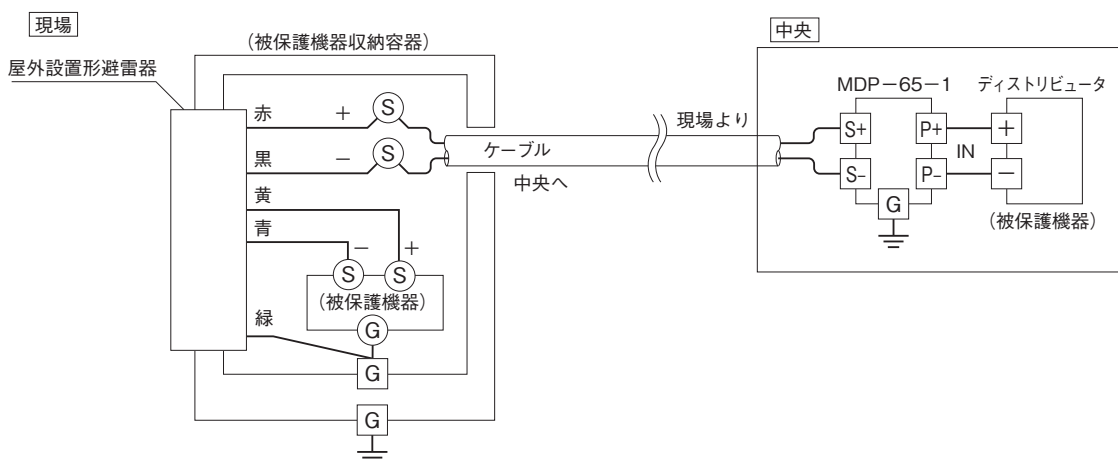 現場
屋外設置形避雷器
(被保護機器収納容器)
赤
+
S
黒
−
S
ケーブル
中央へ
黄
青
−
+
S
S
(被保護機器)
G
緑
G
G
現場より
中央
MDP−65−1
ディストリビュータ
S+
P+
+
IN
S−
P−
−
G
(被保護機器)